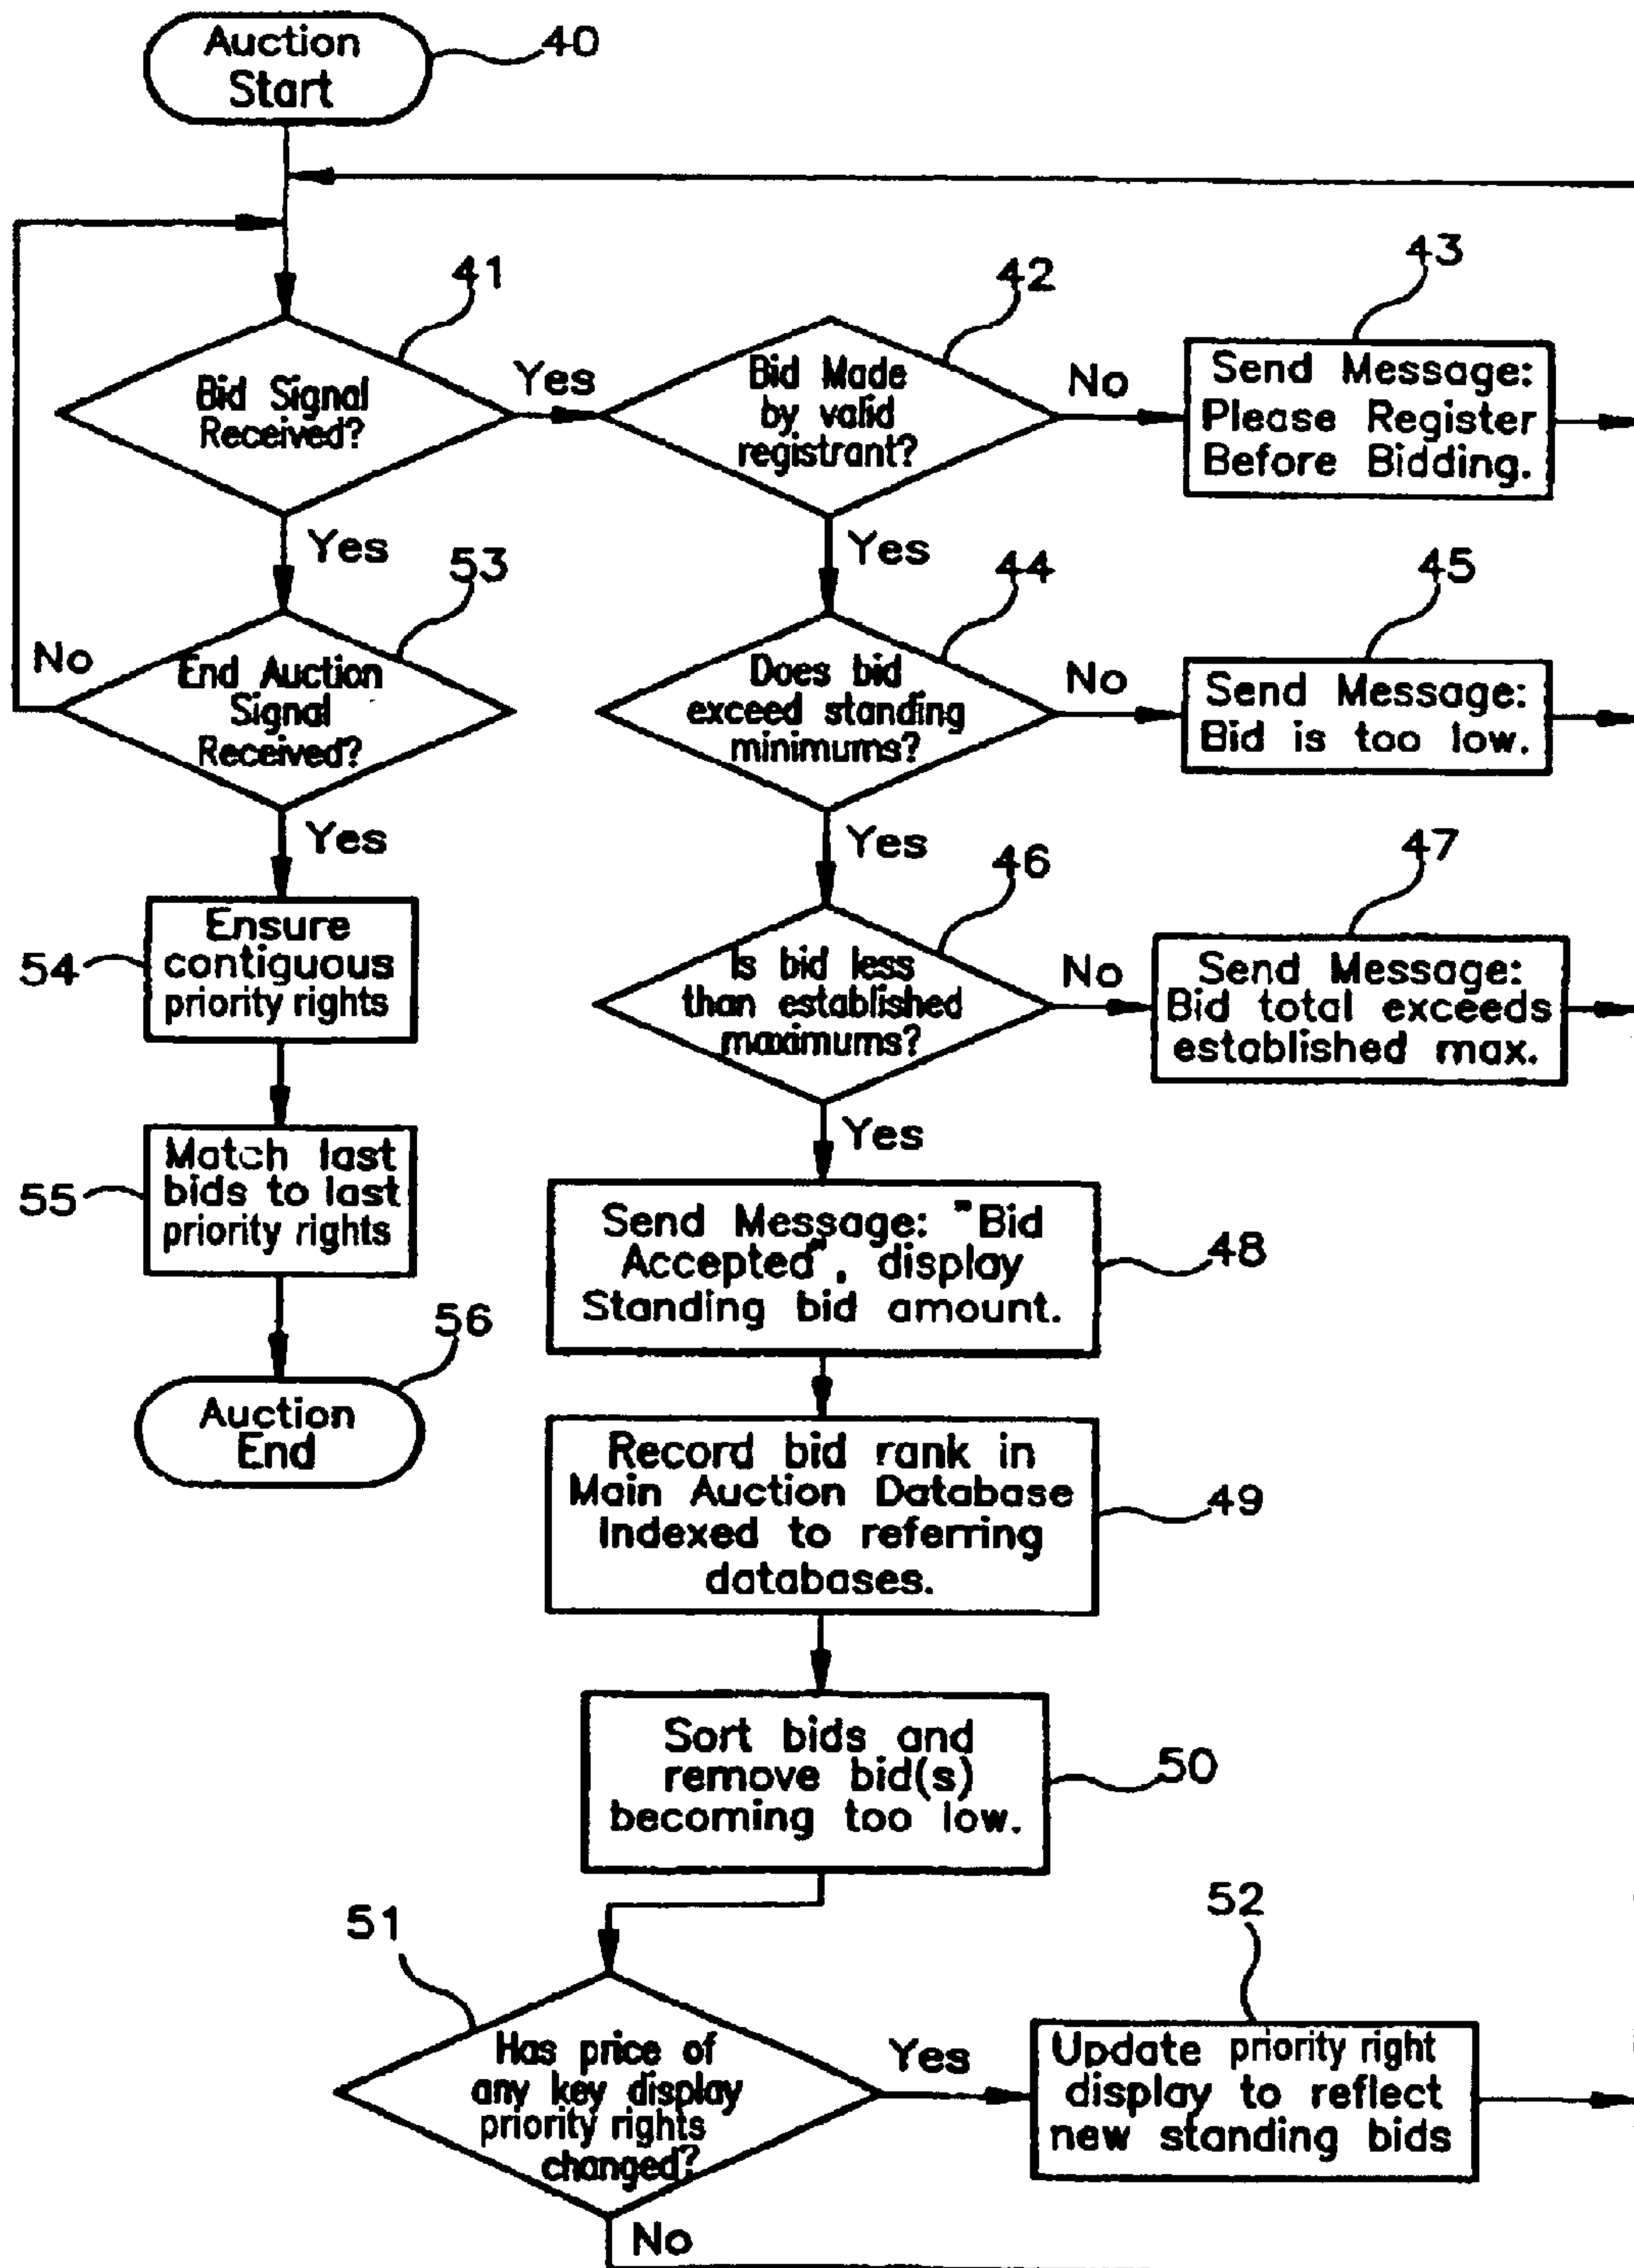 Auction
Start
40
41
Bid Signal
Received?
Yes
42
Bid Made
by valid
registrant?
No
43
Send Message:
Please Register
Before Bidding.
Yes
53
End Auction
Signal
Received?
No
Yes
44
Does bid
exceed standing
minimums?
No
45
Send Message:
Bid is too low.
Yes
54
Ensure
contiguous
priority rights
Yes
46
Is bid less
than established
maximums?
No
47
Send Message:
Bid total exceeds
established max.
55
Match last
bids to last
priority rights
Yes
48
Send Message: "Bid
Accepted", display
Standing bid amount.
56
Auction
End
49
Record bid rank in
Main Auction Database
Indexed to referring
databases.
50
Sort bids and
remove bid(s)
becoming too low.
51
Has price of
any key display
priority rights
changed?
Yes
52
Update priority right
display to reflect
new standing bids
No